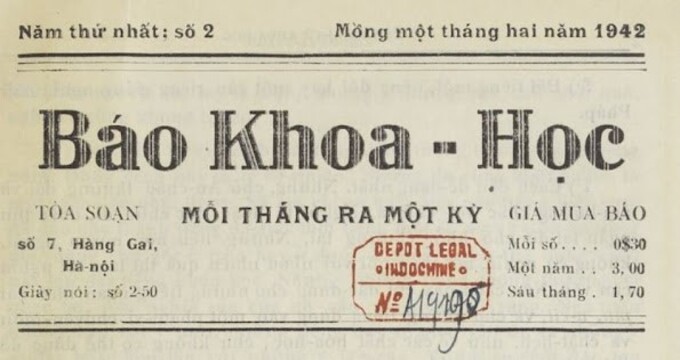 Năm thứ nhất: số 2
Mồng một tháng hai năm 1942
Báo Khoa - Học
TÒA SOẠN
số 7, Hàng Gai,
Hà-nội
Giây nói: số 2-50
MỖI THÁNG RA MỘT KỲ
DEPOT LEGAL
INDOCHINE
Nº
GIÁ MUA BÁO
Mỗi số . . . 0$30
Một năm . 3,00
Sáu tháng . 1,70